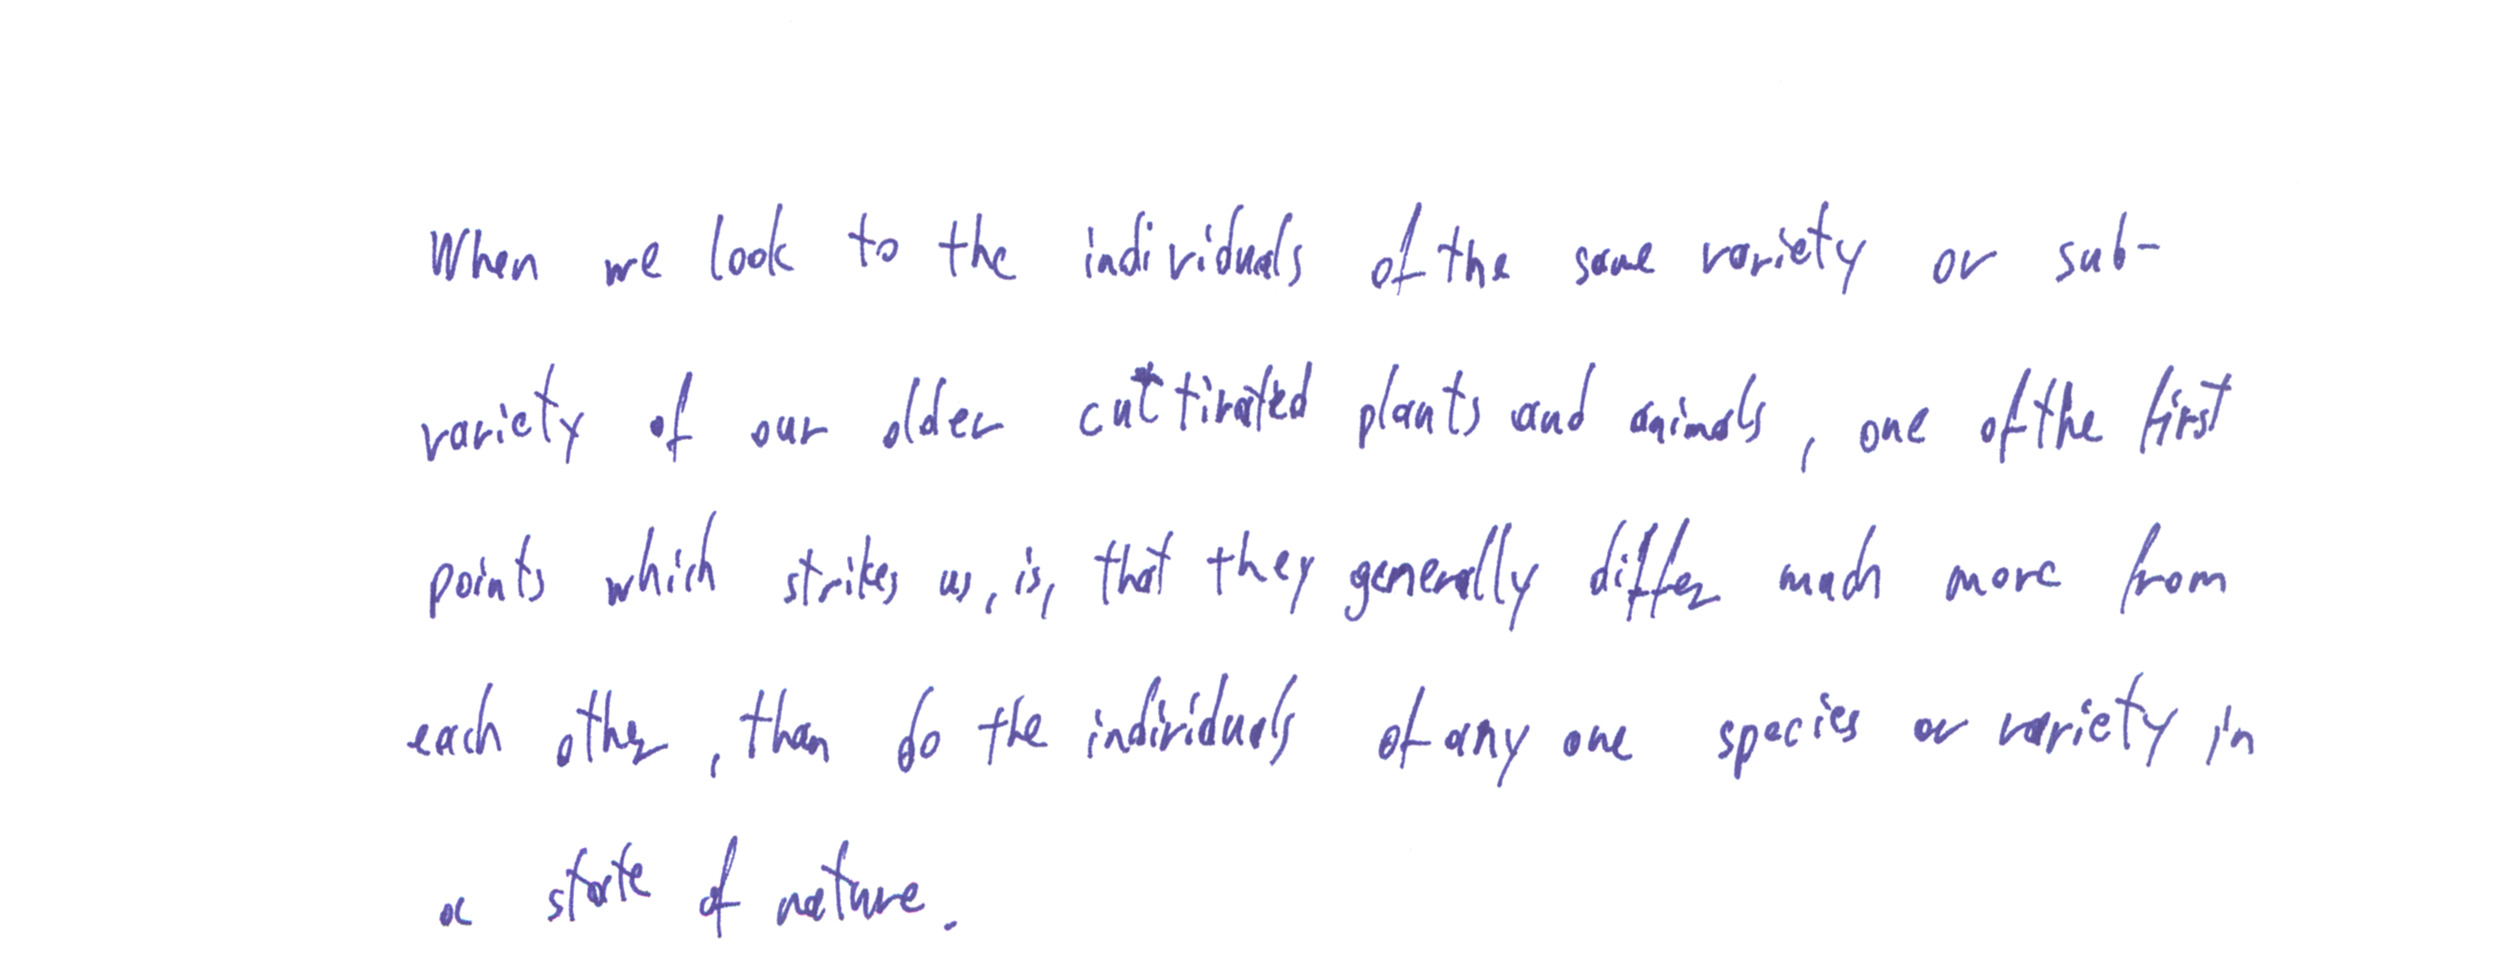 When we look to the individuals of the same variety or sub-
variety of our older cultivated plants and animals, one of the first
points which strikes us, is, that they generally differ much more from
each other, than do the individuals of any one species or variety in
a state of nature.